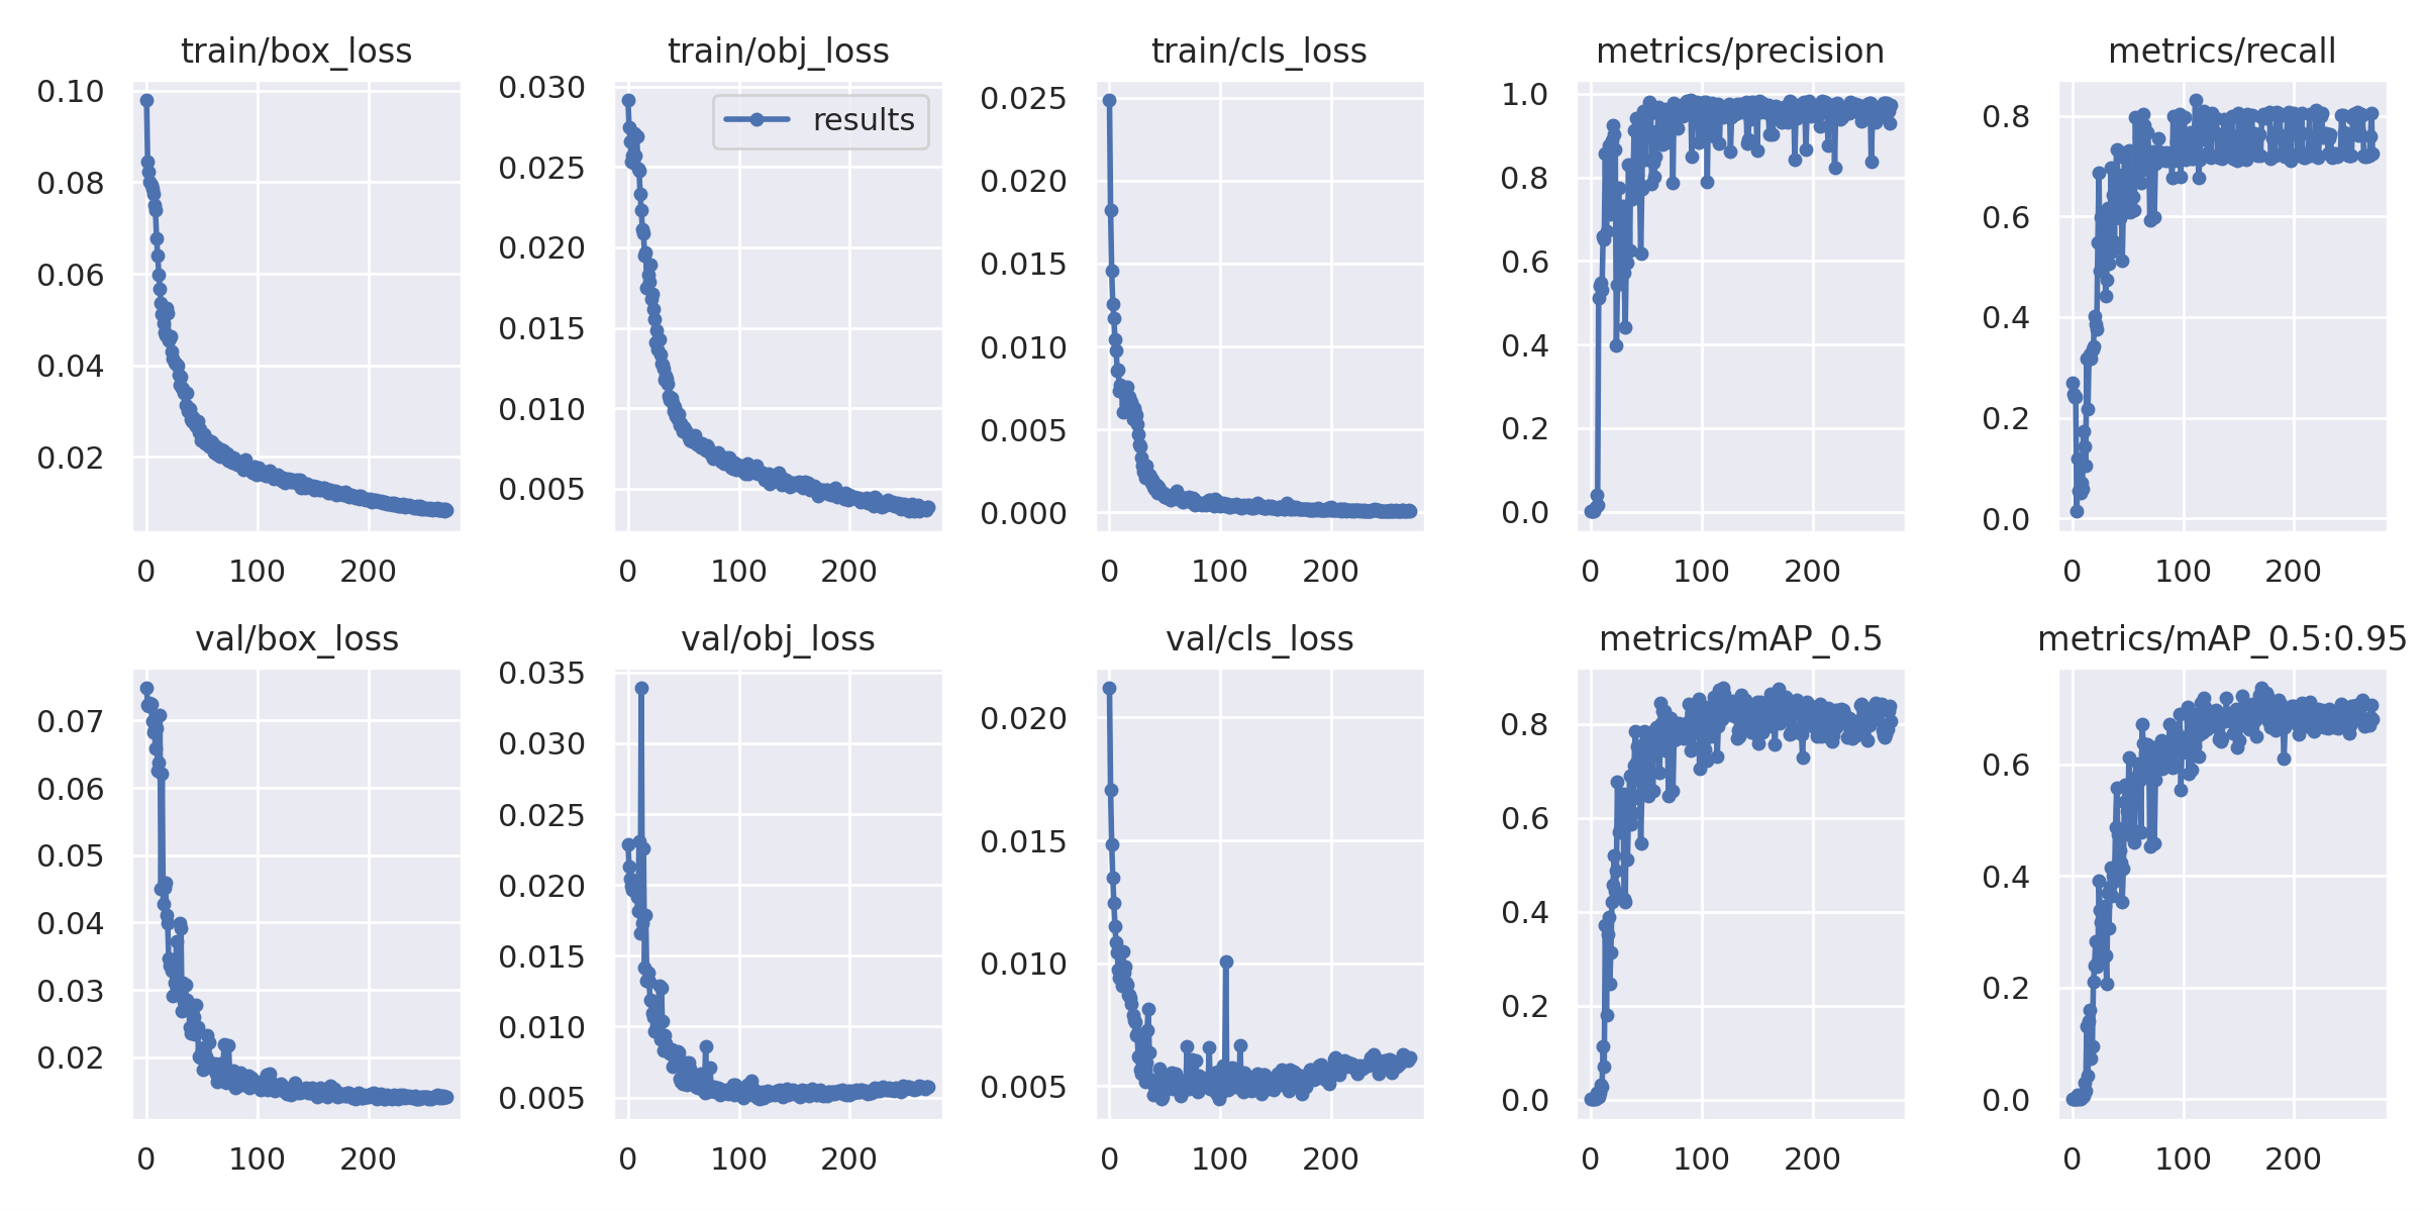 train/box_loss
0.10
0.08
0.06
0.04
0.02
0 100 200
train/obj_loss
results
0.030
0.025
0.020
0.015
0.010
0.005
0 100 200
train/cls_loss
0.025
0.020
0.015
0.010
0.005
0.000
0 100 200
metrics/precision
1.0
0.8
0.6
0.4
0.2
0.0
0 100 200
metrics/recall
0.8
0.6
0.4
0.2
0.0
0 100 200
val/box_loss
0.07
0.06
0.05
0.04
0.03
0.02
0 100 200
val/obj_loss
0.035
0.030
0.025
0.020
0.015
0.010
0.005
0 100 200
val/cls_loss
0.020
0.015
0.010
0.005
0 100 200
metrics/mAP_0.5
0.8
0.6
0.4
0.2
0.0
0 100 200
metrics/mAP_0.5:0.95
0.6
0.4
0.2
0.0
0 100 200